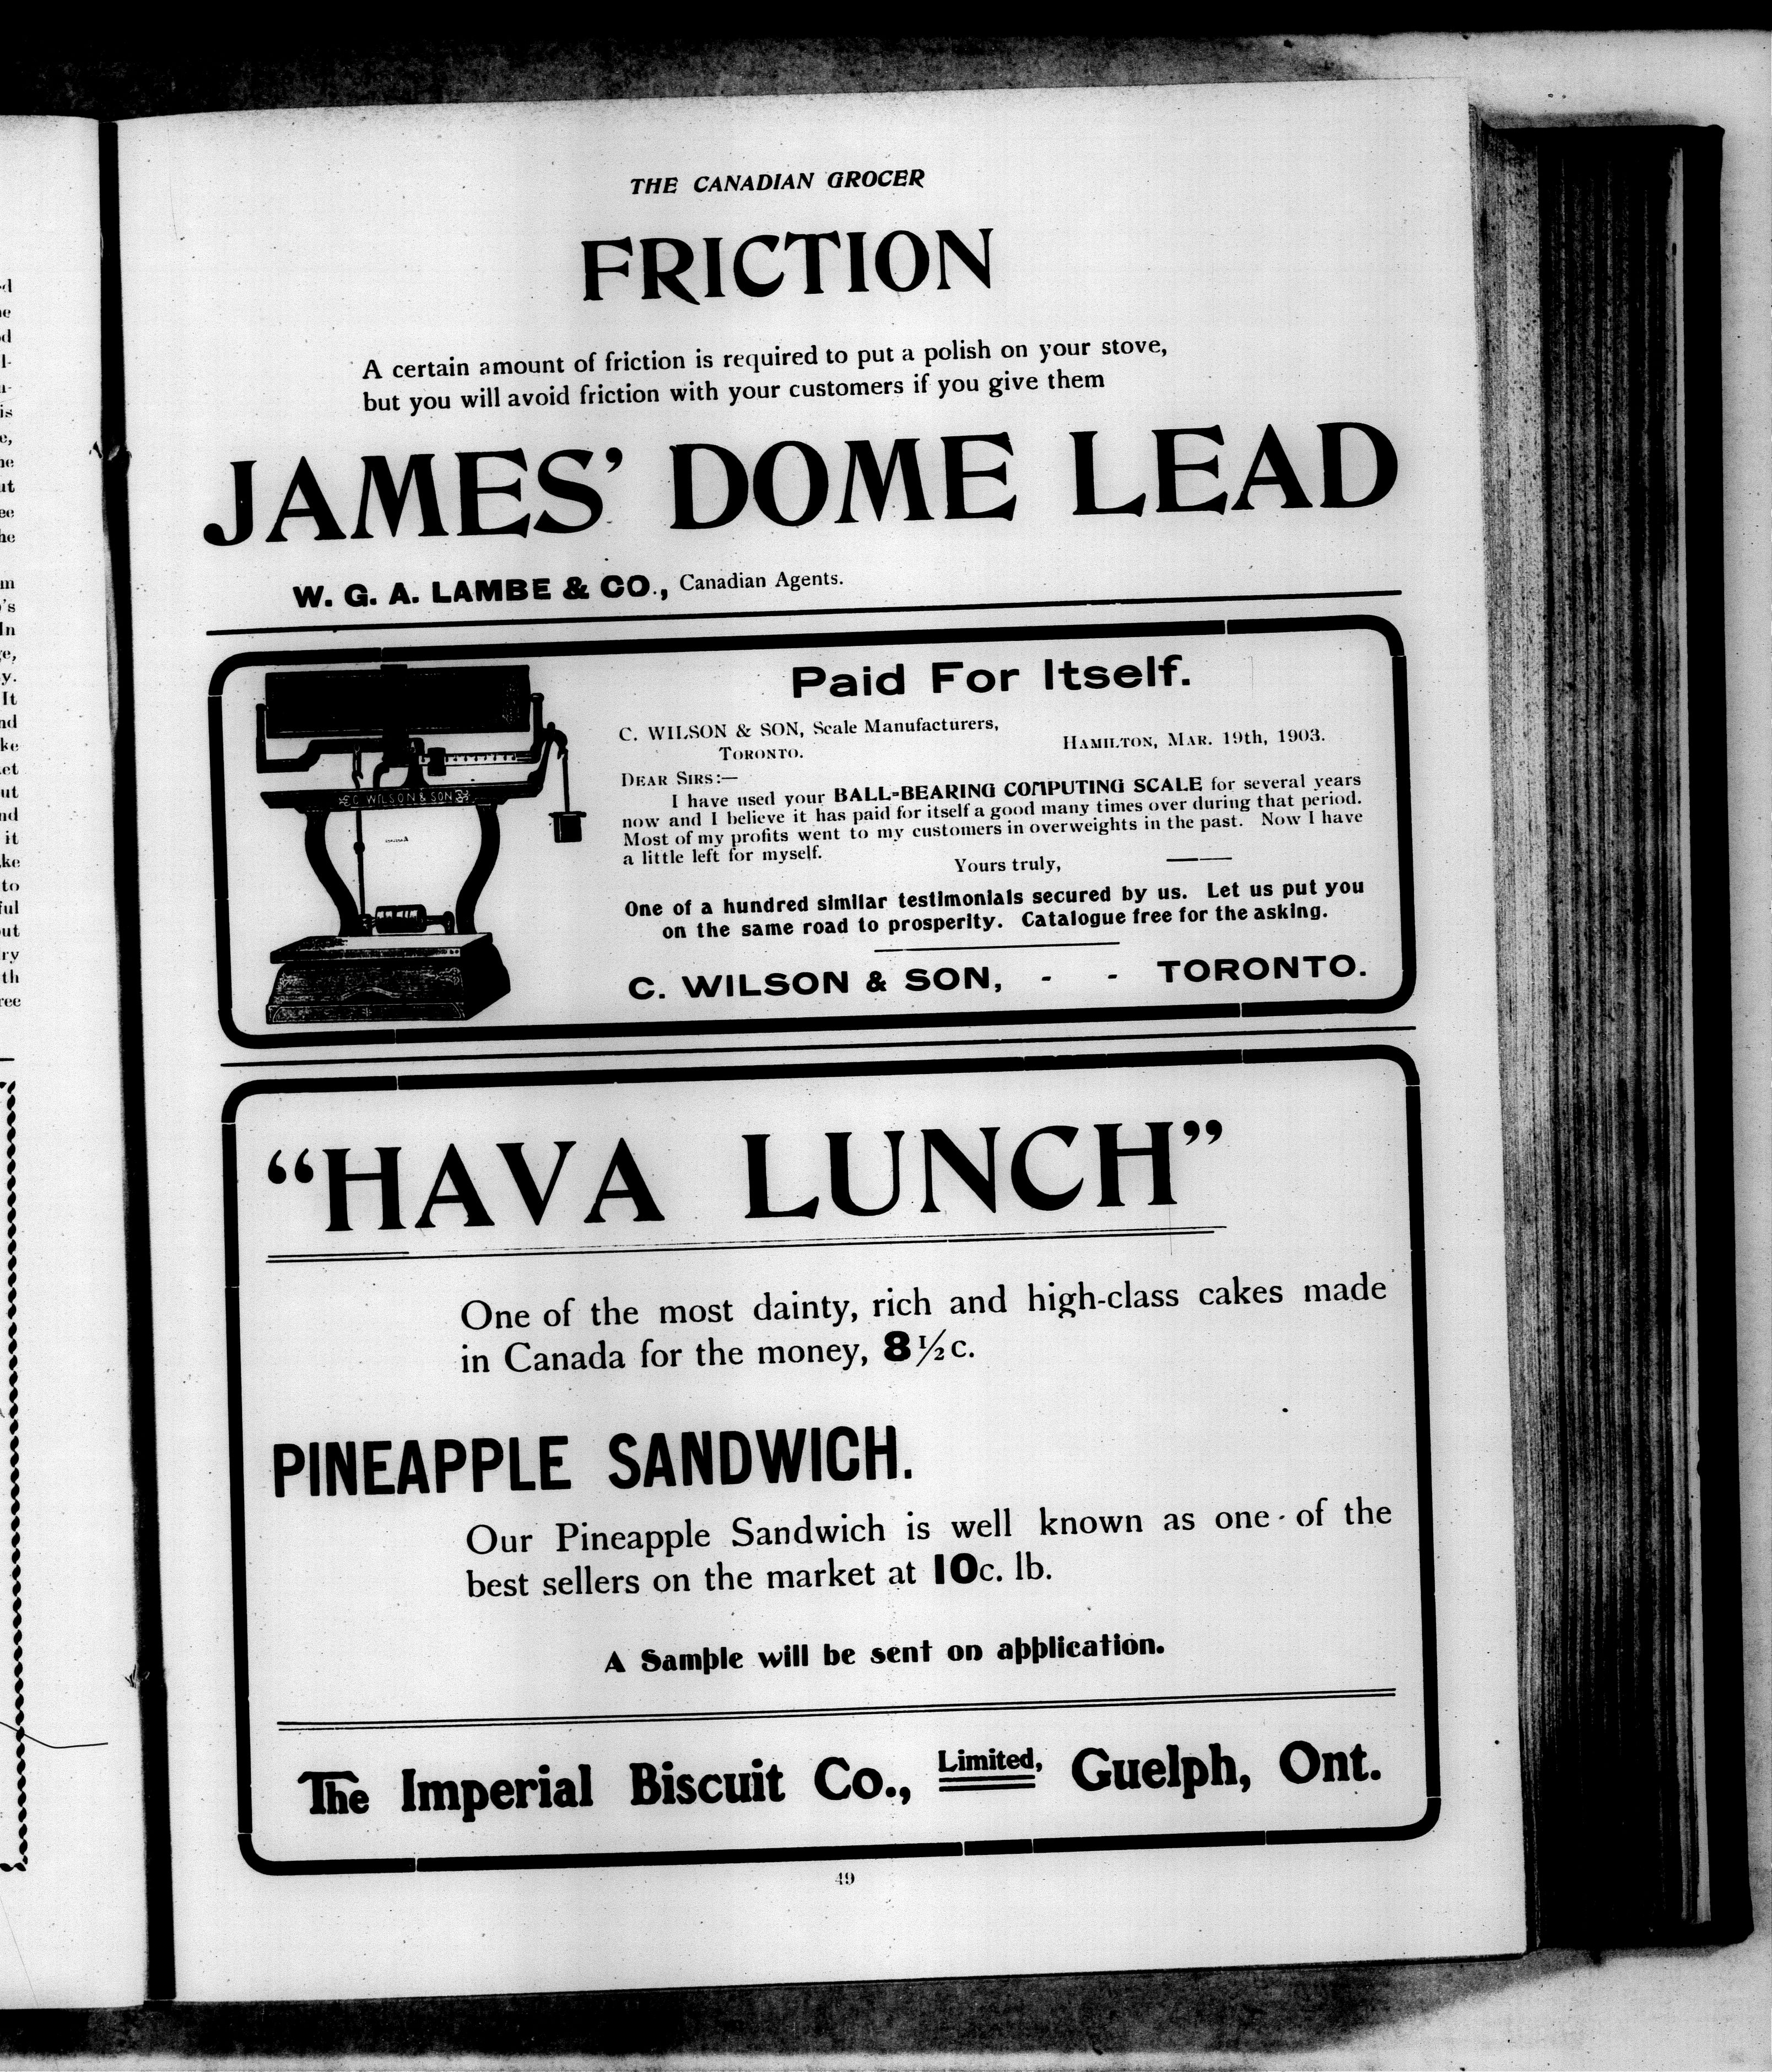 THE CANADIAN GROCER
FRICTION
A certain amount of friction is required to put a polish on your stove,
but you will avoid friction with your customers if you give them
JAMES' DOME LEAD
W. G. A. LAMBE & CO., Canadian Agents.
Paid For Itself.
C. WILSON & SON, Scale Manufacturers,
TORONTO.
HAMILTON, MAR. 19th, 1903.
DEAR SIRS:—
I have used your BALL-BEARING COMPUTING SCALE for several years
now and I believe it has paid for itself a good many times over during that period.
Most of my profits went to my customers in overweights in the past. Now I have
a little left for myself.
Yours truly,
One of a hundred similar testimonials secured by us. Let us put you
on the same road to prosperity. Catalogue free for the asking.
C. WILSON & SON, - - TORONTO.
C WILSON & SON
"HAVA LUNCH"
One of the most dainty, rich and high-class cakes made
in Canada for the money, 8½c.
PINEAPPLE SANDWICH.
Our Pineapple Sandwich is well known as one of the
best sellers on the market at 10c. lb.
A Sample will be sent on application.
The Imperial Biscuit Co., Limited, Guelph, Ont.
49